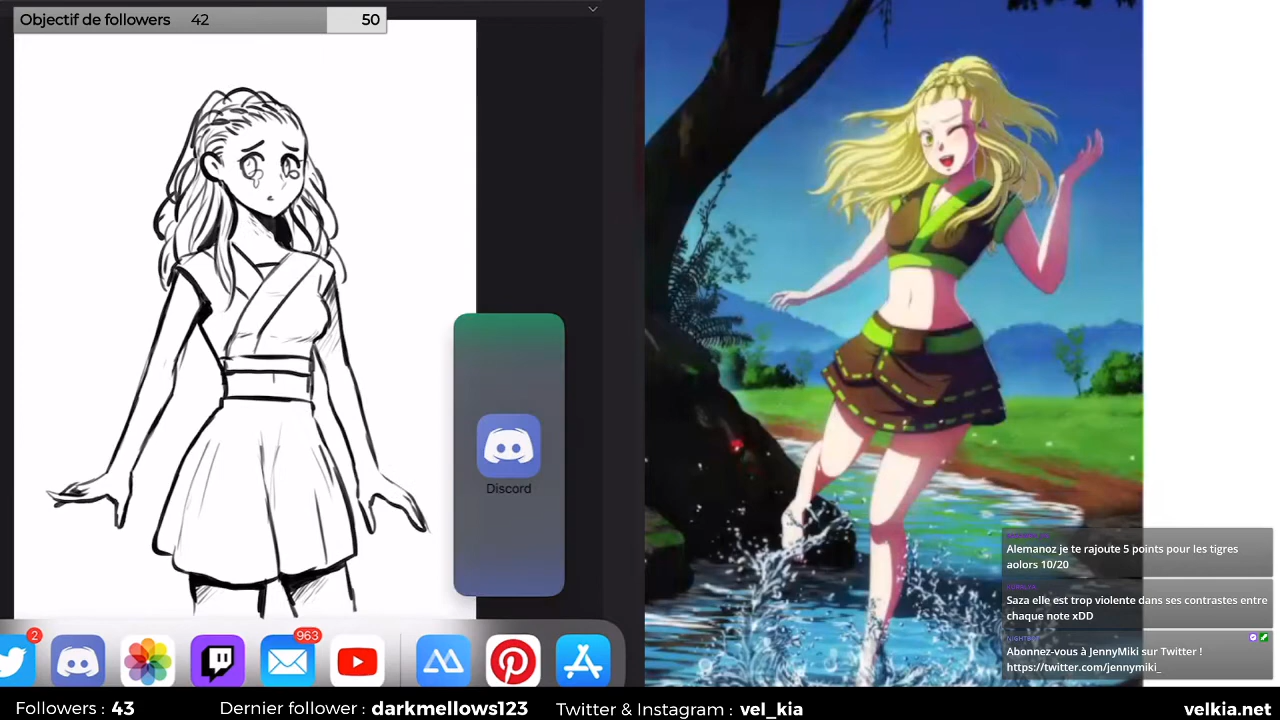 Objectif de followers 42 50
Discord
2
963
Alemanoz je te rajoute 5 points pour les tigres
aolors 10/20
Saza elle est trop violente dans ses contrastes entre
chaque note xDD
NIGHTBOT
Abonnez-vous à JennyMiki sur Twitter !
https://twitter.com/jennymiki_
Followers : 43 Dernier follower : darkmellows123 Twitter & Instagram : vel_kia velkia.net